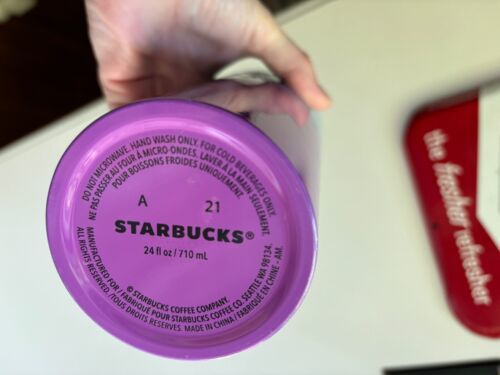 DO NOT MICROWAVE. HAND WASH ONLY. FOR COLD BEVERAGES ONLY.
NE PAS PASSER AU FOUR À MICRO-ONDES. LAVER À LA MAIN SEULEMENT.
POUR BOISSONS FROIDES UNIQUEMENT.
A 21
STARBUCKS®
24 fl oz / 710 mL
© STARBUCKS COFFEE COMPANY.
MANUFACTURED FOR / FABRIQUÉ POUR STARBUCKS COFFEE CO. SEATTLE WA 98134.
ALL RIGHTS RESERVED. /TOUS DROITS RESERVES. MADE IN CHINA / FABRIQUÉ EN CHINE - AM.
the fresher refresher